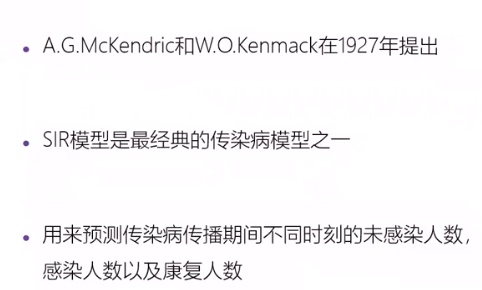 • A.G.McKendric和W.O.Kenmack在1927年提出
• SIR模型是最经典的传染病模型之一
• 用来预测传染病传播期间不同时刻的未感染人数,
感染人数以及康复人数